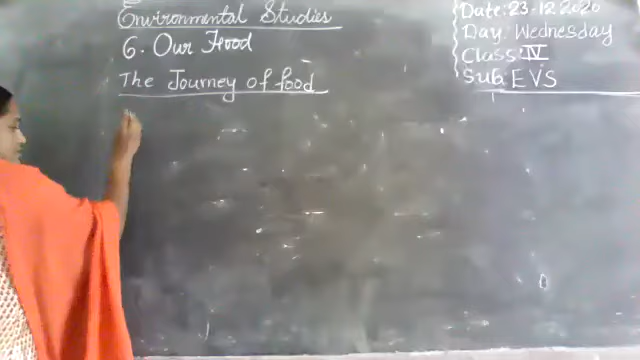 Environmental Studies
6. Our Food
The Journey of food
Date: 23-12-2020
Day: Wednesday
Class IV
Sub EVS